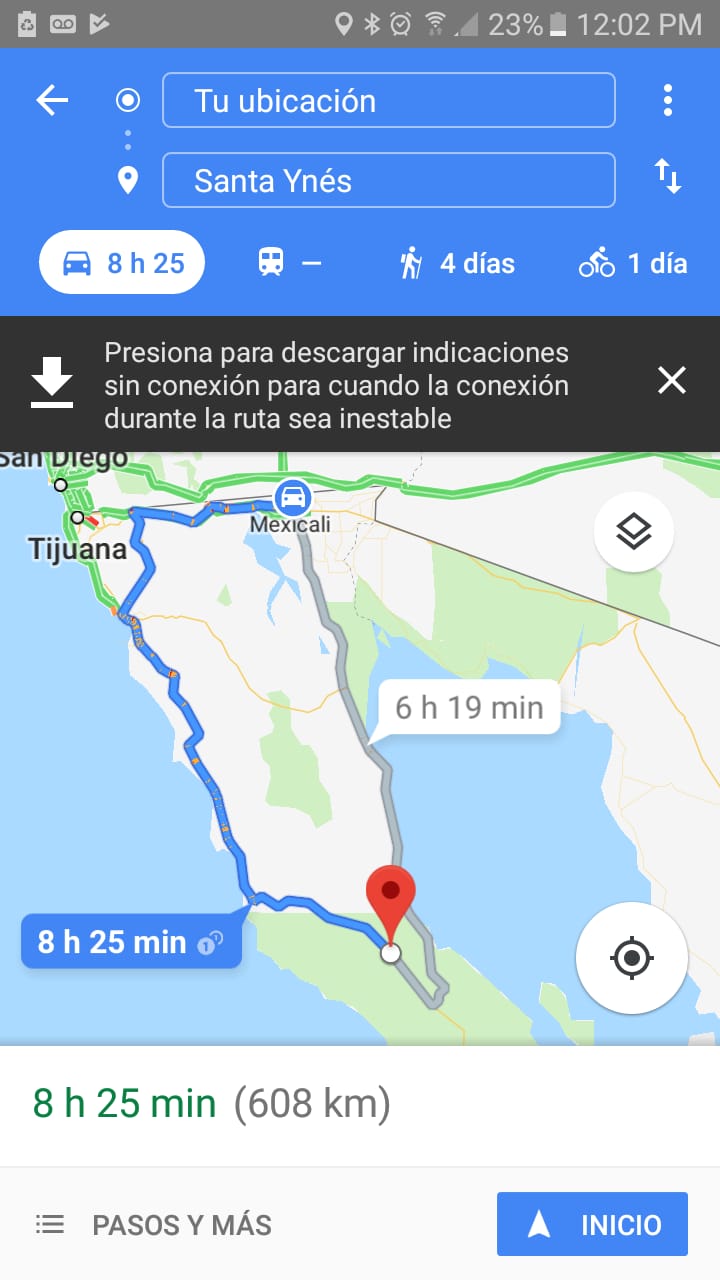 23% 12:02 PM
Tu ubicación
Santa Ynés
8 h 25
—
4 días
1 día
Presiona para descargar indicaciones
sin conexión para cuando la conexión
durante la ruta sea inestable
San Diego
Mexicali
Tijuana
6 h 19 min
8 h 25 min
8 h 25 min (608 km)
PASOS Y MÁS
INICIO